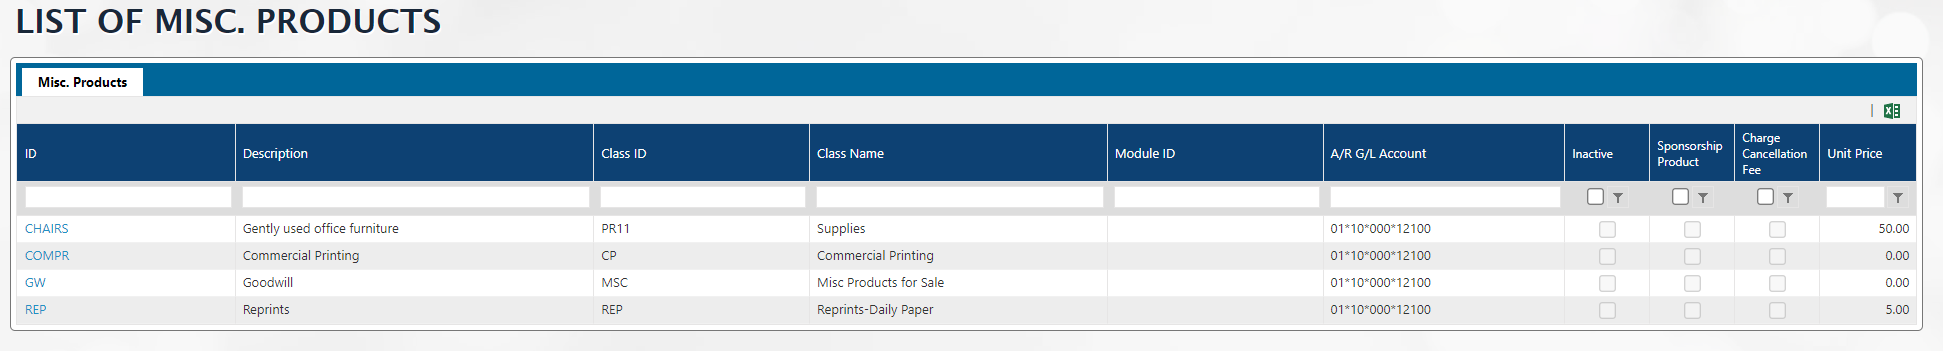 LIST OF MISC. PRODUCTS
Misc. Products
ID Description Class ID Class Name Module ID A/R G/L Account Inactive Sponsorship Product Charge Cancellation Fee Unit Price
CHAIRS Gently used office furniture PR11 Supplies 01*10*000*12100 50.00
COMPR Commercial Printing CP Commercial Printing 01*10*000*12100 0.00
GW Goodwill MSC Misc Products for Sale 01*10*000*12100 0.00
REP Reprints REP Reprints-Daily Paper 01*10*000*12100 5.00